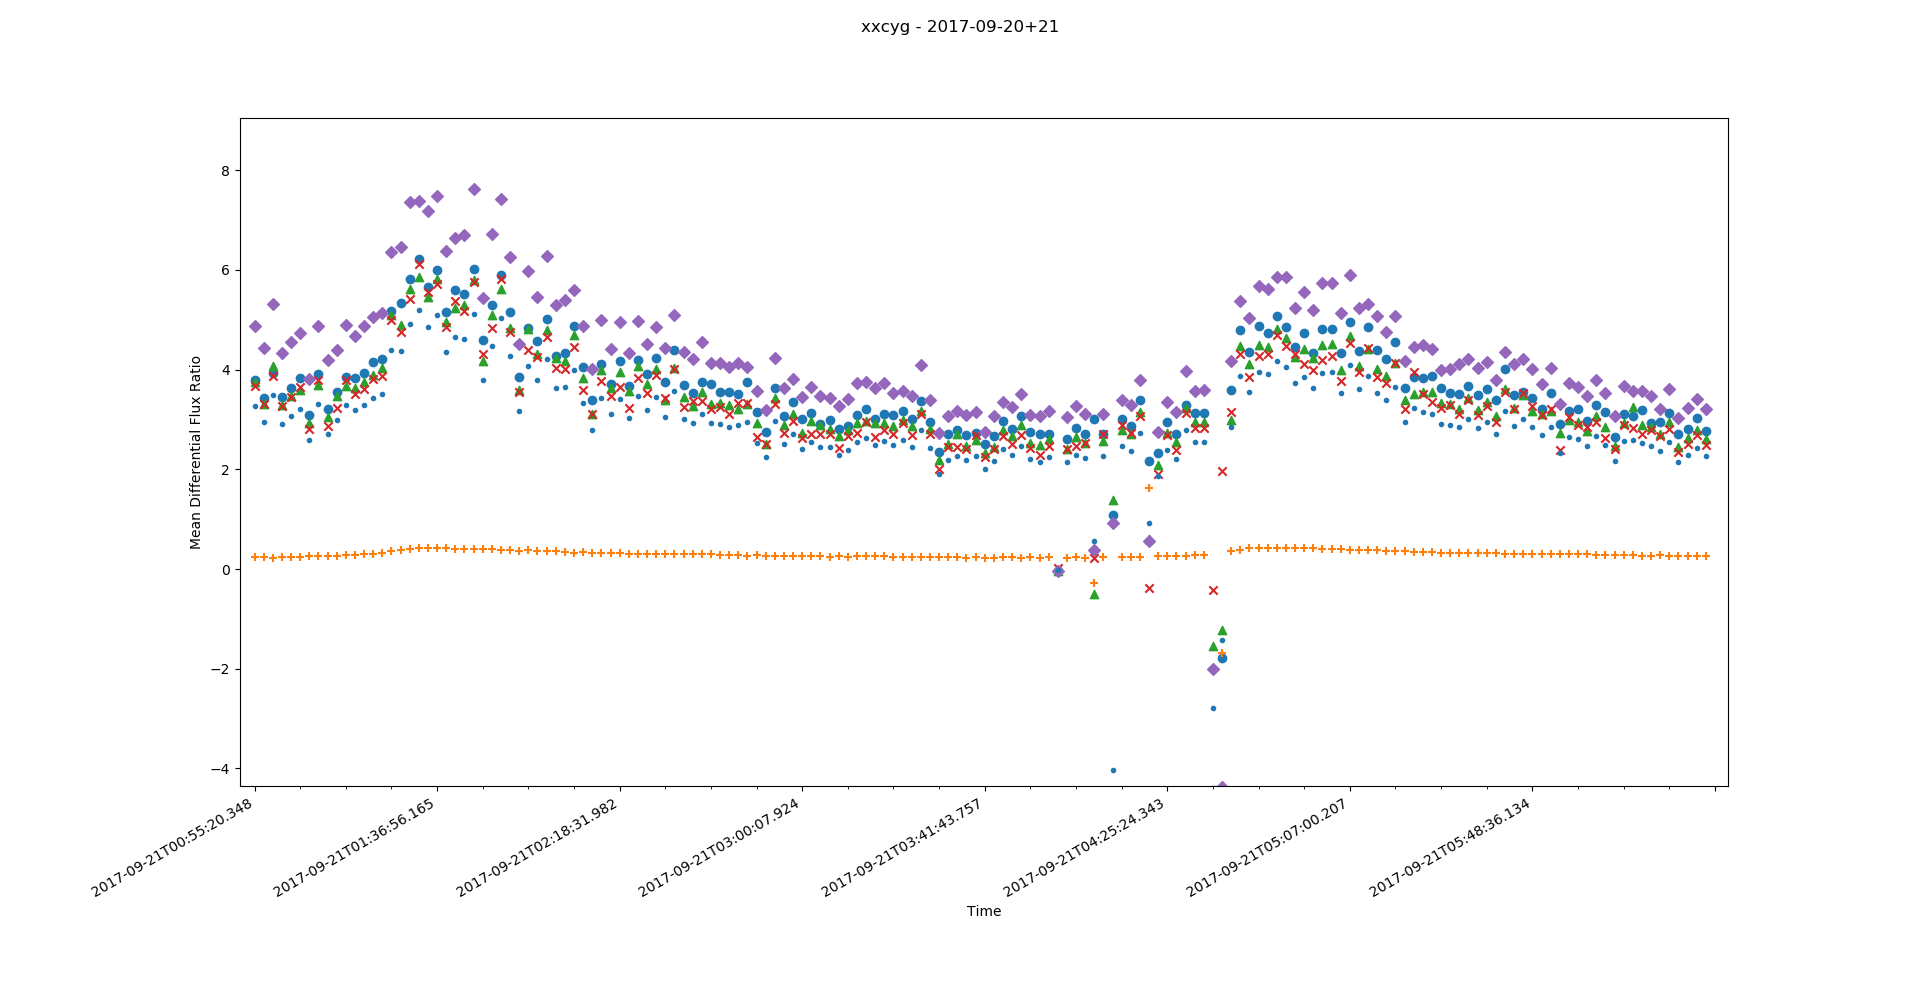 xxcyg - 2017-09-20+21
Mean Differential Flux Ratio
8
6
4
2
0
−2
−4
2017-09-21T00:55:20.348
2017-09-21T01:36:56.165
2017-09-21T02:18:31.982
2017-09-21T03:00:07.924
2017-09-21T03:41:43.757
2017-09-21T04:25:24.343
2017-09-21T05:07:00.207
2017-09-21T05:48:36.134
Time